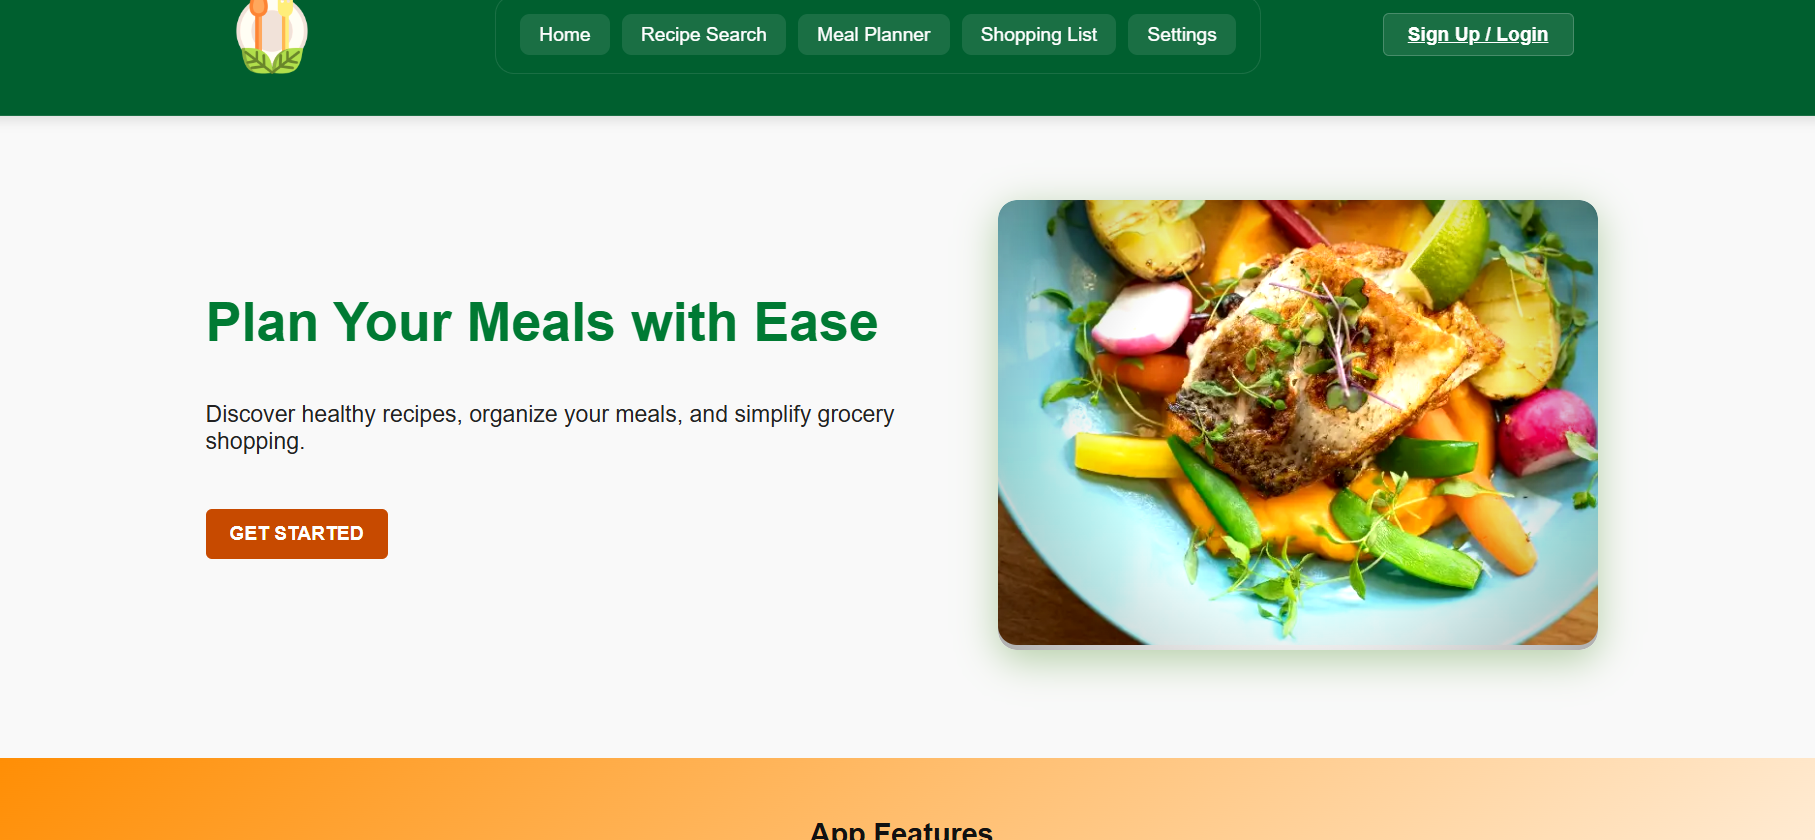 Home
Recipe Search
Meal Planner
Shopping List
Settings
Sign Up / Login
Plan Your Meals with Ease
Discover healthy recipes, organize your meals, and simplify grocery
shopping.
GET STARTED
App Features